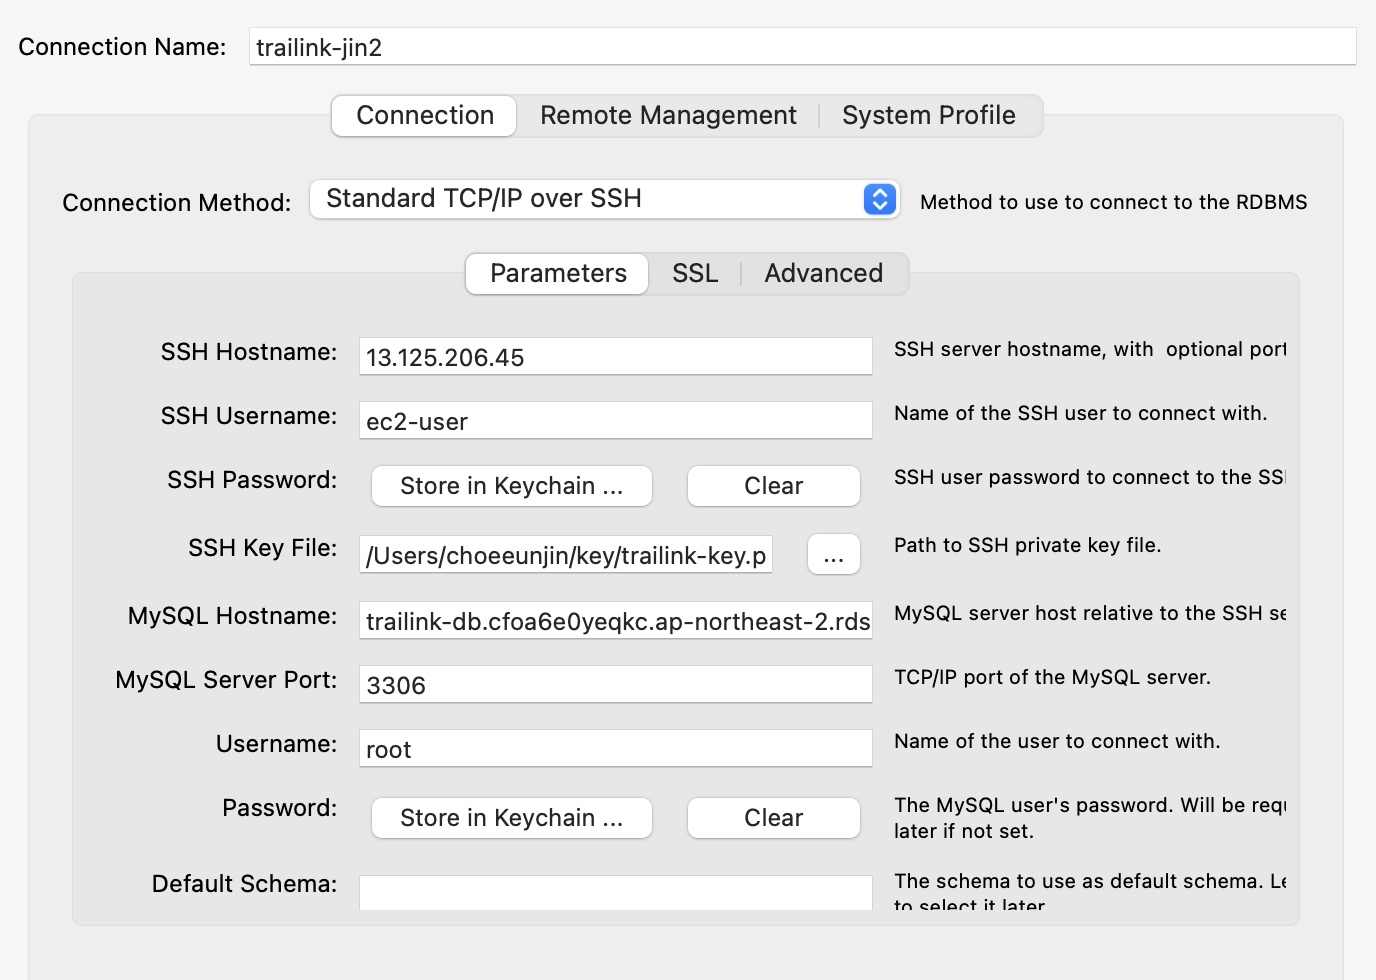 Connection Name: trailink-jin2
Connection Remote Management System Profile
Connection Method: Standard TCP/IP over SSH Method to use to connect to the RDBMS
Parameters SSL Advanced
SSH Hostname: 13.125.206.45 SSH server hostname, with optional port
SSH Username: ec2-user Name of the SSH user to connect with.
SSH Password: Store in Keychain ... Clear SSH user password to connect to the SS
SSH Key File: /Users/choeeunjin/key/trailink-key.p ... Path to SSH private key file.
MySQL Hostname: trailink-db.cfoa6e0yeqkc.ap-northeast-2.rds MySQL server host relative to the SSH se
MySQL Server Port: 3306 TCP/IP port of the MySQL server.
Username: root Name of the user to connect with.
Password: Store in Keychain ... Clear The MySQL user's password. Will be requ
later if not set.
Default Schema: The schema to use as default schema. Le
to select it later